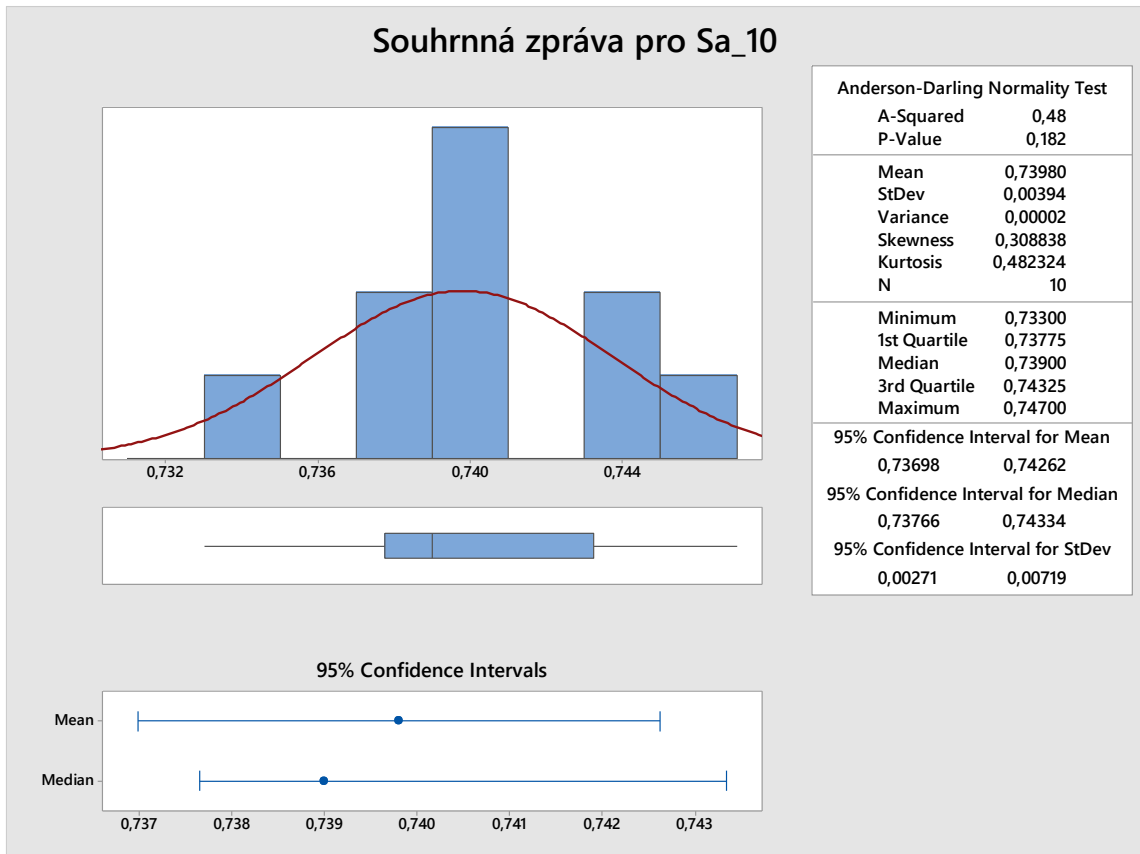 Souhrnná zpráva pro Sa_10
0,732 0,736 0,740 0,744
95% Confidence Intervals
Mean
Median
0,737 0,738 0,739 0,740 0,741 0,742 0,743
Anderson-Darling Normality Test
A-Squared 0,48
P-Value 0,182
Mean 0,73980
StDev 0,00394
Variance 0,00002
Skewness 0,308838
Kurtosis 0,482324
N 10
Minimum 0,73300
1st Quartile 0,73775
Median 0,73900
3rd Quartile 0,74325
Maximum 0,74700
95% Confidence Interval for Mean
0,73698 0,74262
95% Confidence Interval for Median
0,73766 0,74334
95% Confidence Interval for StDev
0,00271 0,00719